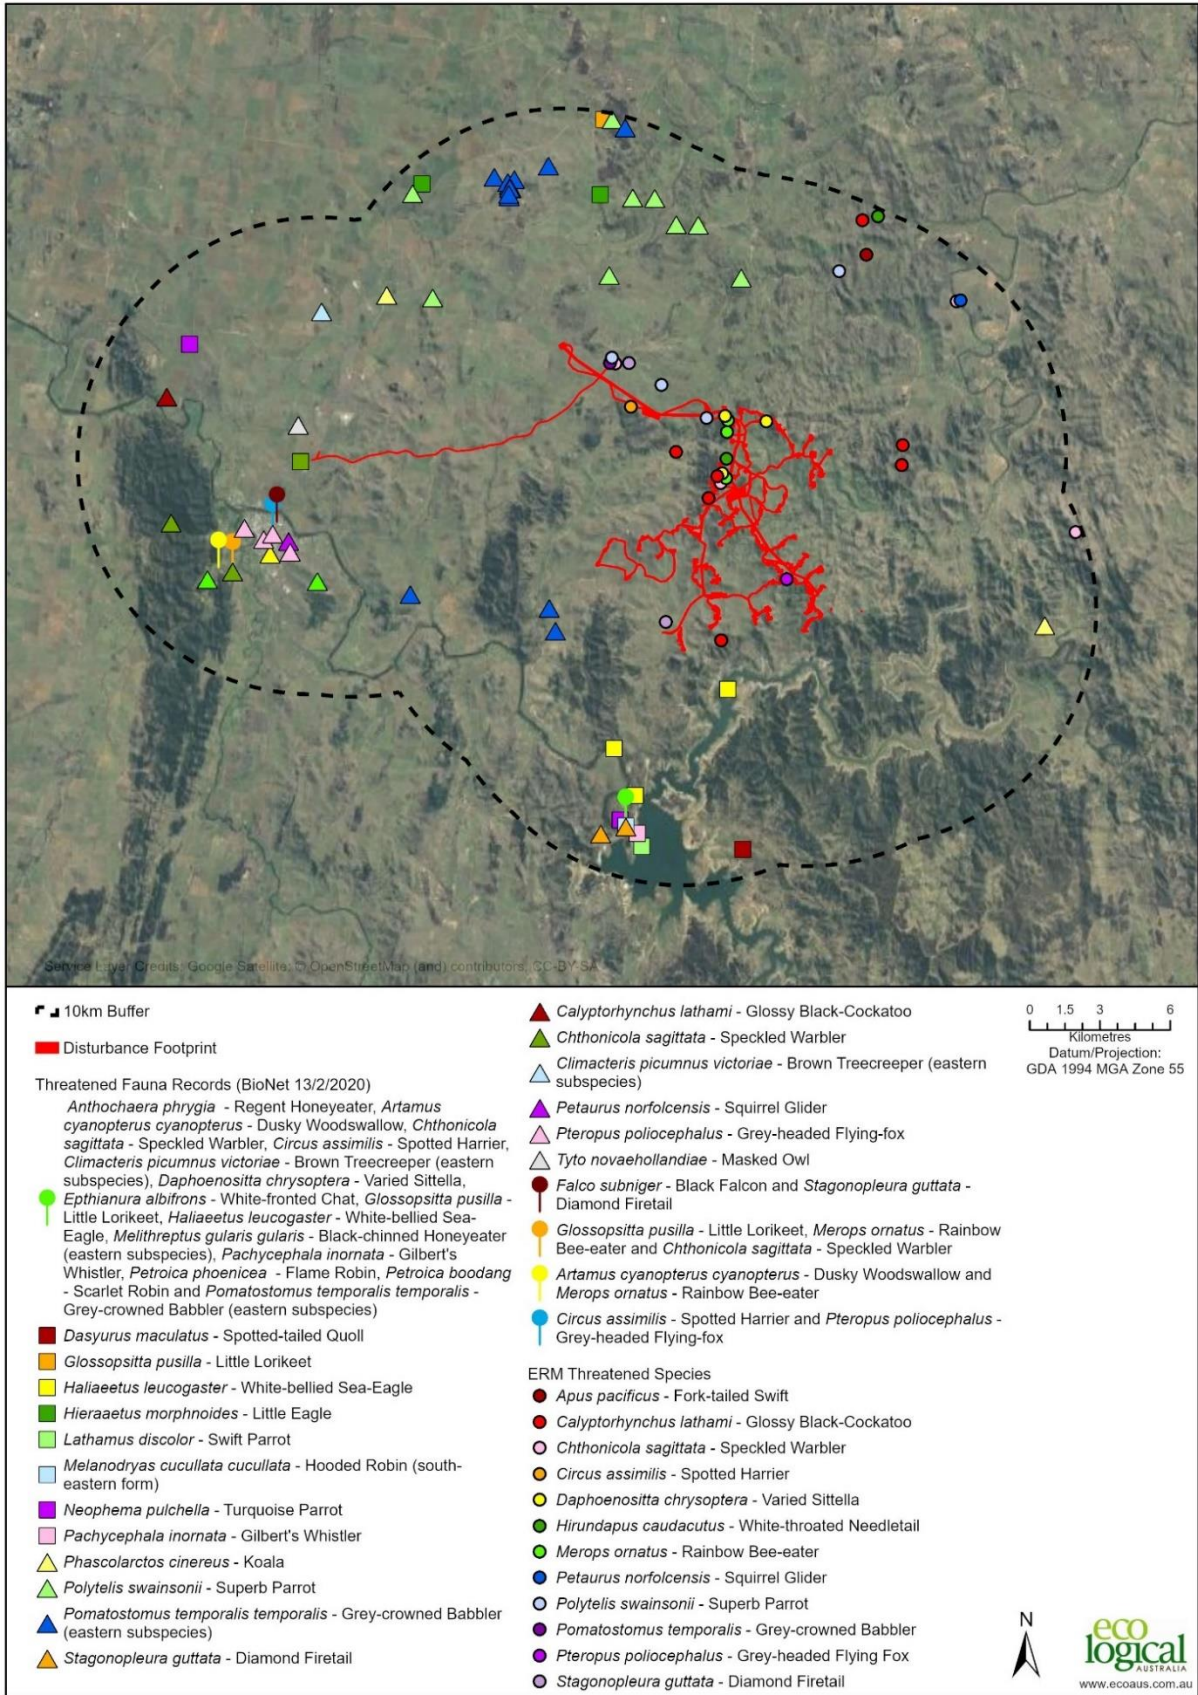 Service Layer Credits: Google Satellite: © OpenStreetMap (and) contributors, CC-BY-SA
10km Buffer
Disturbance Footprint
Threatened Fauna Records (BioNet 13/2/2020)
Anthochaera phrygia - Regent Honeyeater, Artamus
cyanopterus cyanopterus - Dusky Woodswallow, Chthonicola
sagittata - Speckled Warbler, Circus assimilis - Spotted Harrier,
Climacteris picumnus victoriae - Brown Treecreeper (eastern
subspecies), Daphoenositta chrysoptera - Varied Sittella,
Epthianura albifrons - White-fronted Chat, Glossopsitta pusilla -
Little Lorikeet, Haliaeetus leucogaster - White-bellied Sea-
Eagle, Melithreptus gularis gularis - Black-chinned Honeyeater
(eastern subspecies), Pachycephala inornata - Gilbert's
Whistler, Petroica phoenicea - Flame Robin, Petroica boodang
- Scarlet Robin and Pomatostomus temporalis temporalis -
Grey-crowned Babbler (eastern subspecies)
Dasyurus maculatus - Spotted-tailed Quoll
Glossopsitta pusilla - Little Lorikeet
Haliaeetus leucogaster - White-bellied Sea-Eagle
Hieraaetus morphnoides - Little Eagle
Lathamus discolor - Swift Parrot
Melanodryas cucullata cucullata - Hooded Robin (south-
eastern form)
Neophema pulchella - Turquoise Parrot
Pachycephala inornata - Gilbert's Whistler
Phascolarctos cinereus - Koala
Polytelis swainsonii - Superb Parrot
Pomatostomus temporalis temporalis - Grey-crowned Babbler
(eastern subspecies)
Stagonopleura guttata - Diamond Firetail
Calyptorhynchus lathami - Glossy Black-Cockatoo
Chthonicola sagittata - Speckled Warbler
Climacteris picumnus victoriae - Brown Treecreeper (eastern
subspecies)
Petaurus norfolcensis - Squirrel Glider
Pteropus poliocephalus - Grey-headed Flying-fox
Tyto novaehollandiae - Masked Owl
Falco subniger - Black Falcon and Stagonopleura guttata -
Diamond Firetail
Glossopsitta pusilla - Little Lorikeet, Merops ornatus - Rainbow
Bee-eater and Chthonicola sagittata - Speckled Warbler
Artamus cyanopterus cyanopterus - Dusky Woodswallow and
Merops ornatus - Rainbow Bee-eater
Circus assimilis - Spotted Harrier and Pteropus poliocephalus -
Grey-headed Flying-fox
ERM Threatened Species
Apus pacificus - Fork-tailed Swift
Calyptorhynchus lathami - Glossy Black-Cockatoo
Chthonicola sagittata - Speckled Warbler
Circus assimilis - Spotted Harrier
Daphoenositta chrysoptera - Varied Sittella
Hirundapus caudacutus - White-throated Needletail
Merops ornatus - Rainbow Bee-eater
Petaurus norfolcensis - Squirrel Glider
Polytelis swainsonii - Superb Parrot
Pomatostomus temporalis - Grey-crowned Babbler
Pteropus poliocephalus - Grey-headed Flying Fox
Stagonopleura guttata - Diamond Firetail
0 1.5 3 6
Kilometres
Datum/Projection:
GDA 1994 MGA Zone 55
N
eco
logical
AUSTRALIA
www.ecoaus.com.au